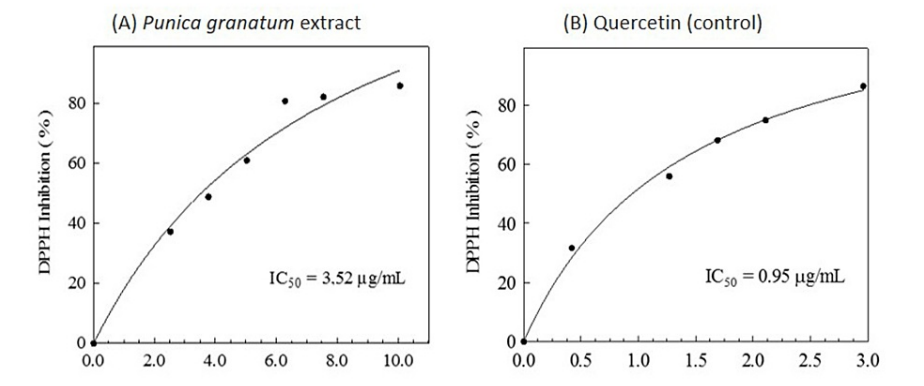 (A) Punica granatum extract
DPPH Inhibition (%)
80
60
40
20
0
0.0 2.0 4.0 6.0 8.0 10.0
IC50 = 3.52 µg/mL
(B) Quercetin (control)
DPPH Inhibition (%)
80
60
40
20
0
0.0 0.5 1.0 1.5 2.0 2.5 3.0
IC50 = 0.95 µg/mL